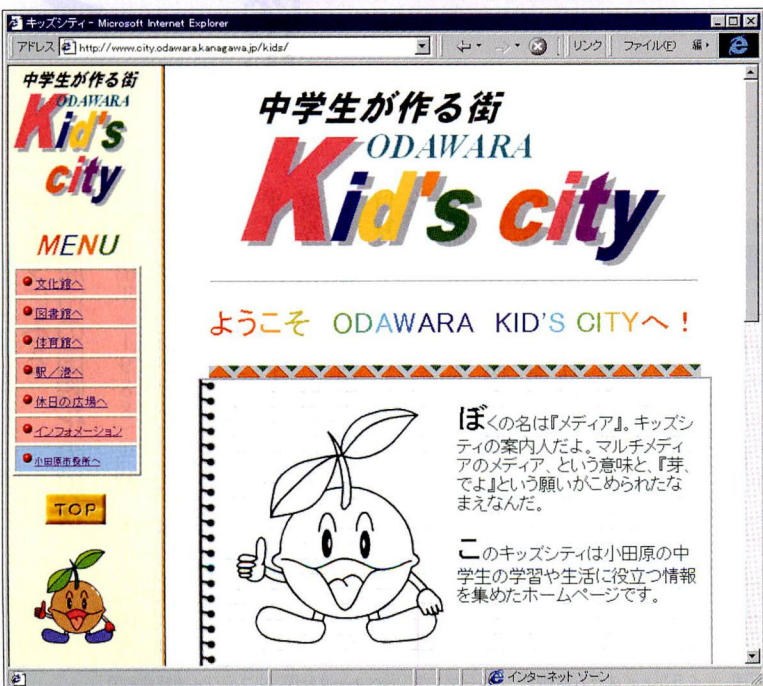 キッズシティ - Microsoft Internet Explorer
アドレス http://www.city.odawara.kanagawa.jp/kids/
リンク ファイル(F) 編
中学生が作る街
ODAWARA
Kid's
city
MENU
文化館へ
図書館へ
体育館へ
駅/港へ
休日の広場へ
インフォメーション
小田原市役所へ
TOP
中学生が作る街
ODAWARA
Kid's city
ようこそ ODAWARA KID'S CITYへ!
ぼくの名は『メディア』。キッズシ
ティの案内人だよ。マルチメディ
アのメディア、という意味と、『芽、
でよ』という願いがこめられたな
まえなんだ。
このキッズシティは小田原の中
学生の学習や生活に役立つ情報
を集めたホームページです。
インターネット ゾーン